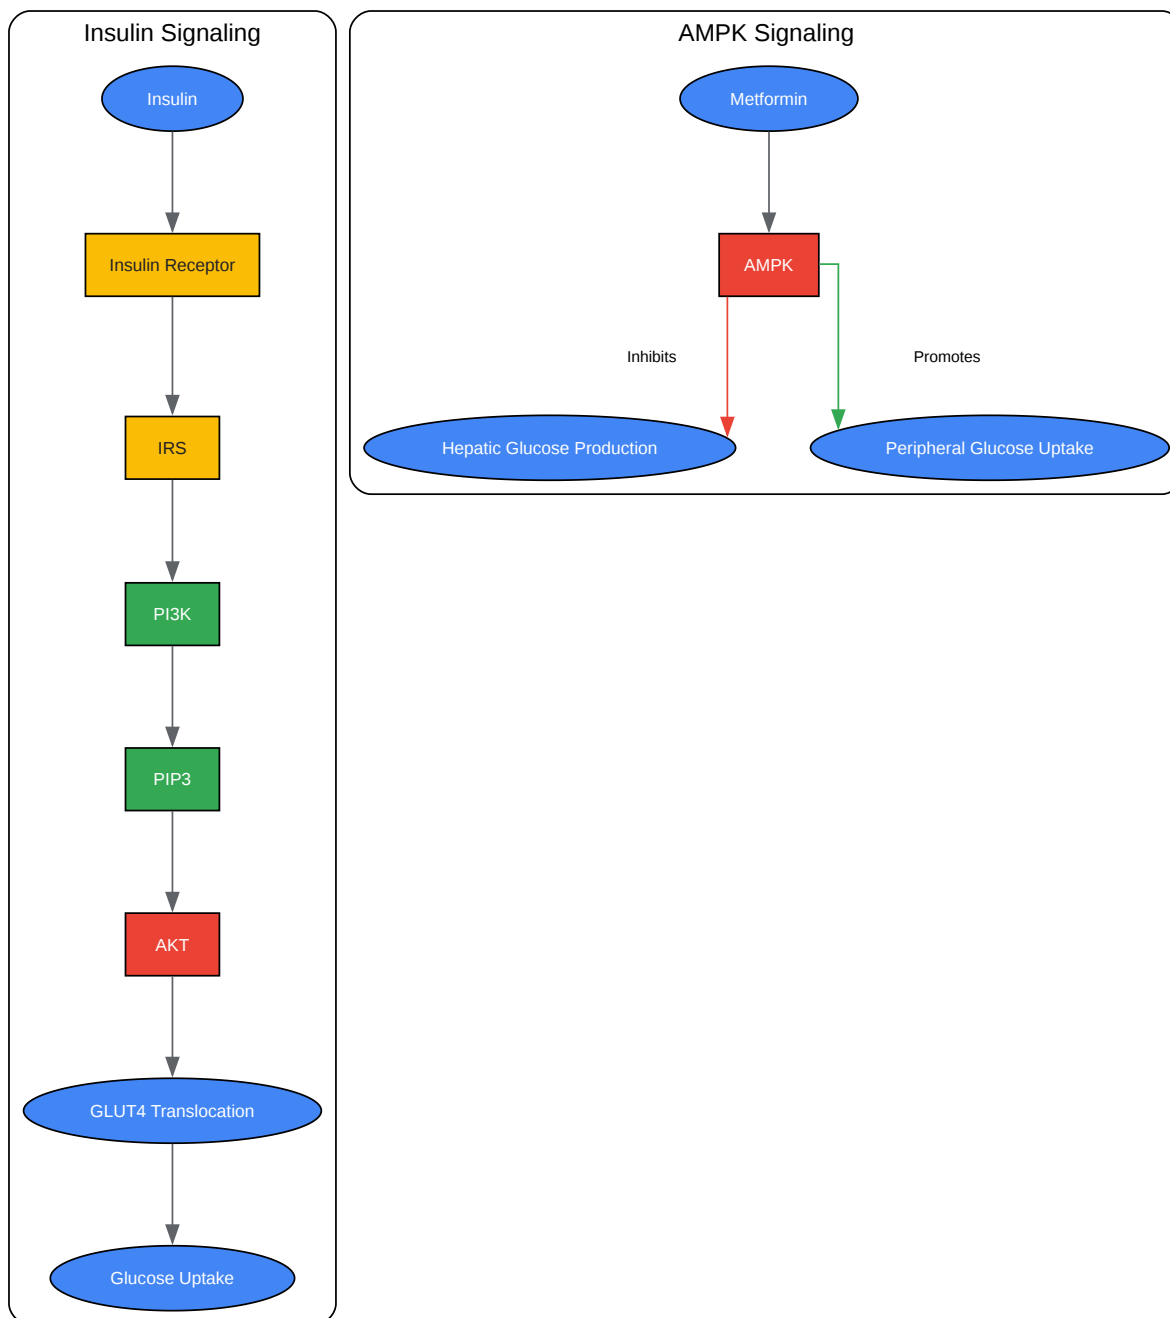 Insulin Signaling
Insulin
Insulin Receptor
IRS
PI3K
PIP3
AKT
GLUT4 Translocation
Glucose Uptake
AMPK Signaling
Metformin
AMPK
Inhibits
Promotes
Hepatic Glucose Production
Peripheral Glucose Uptake